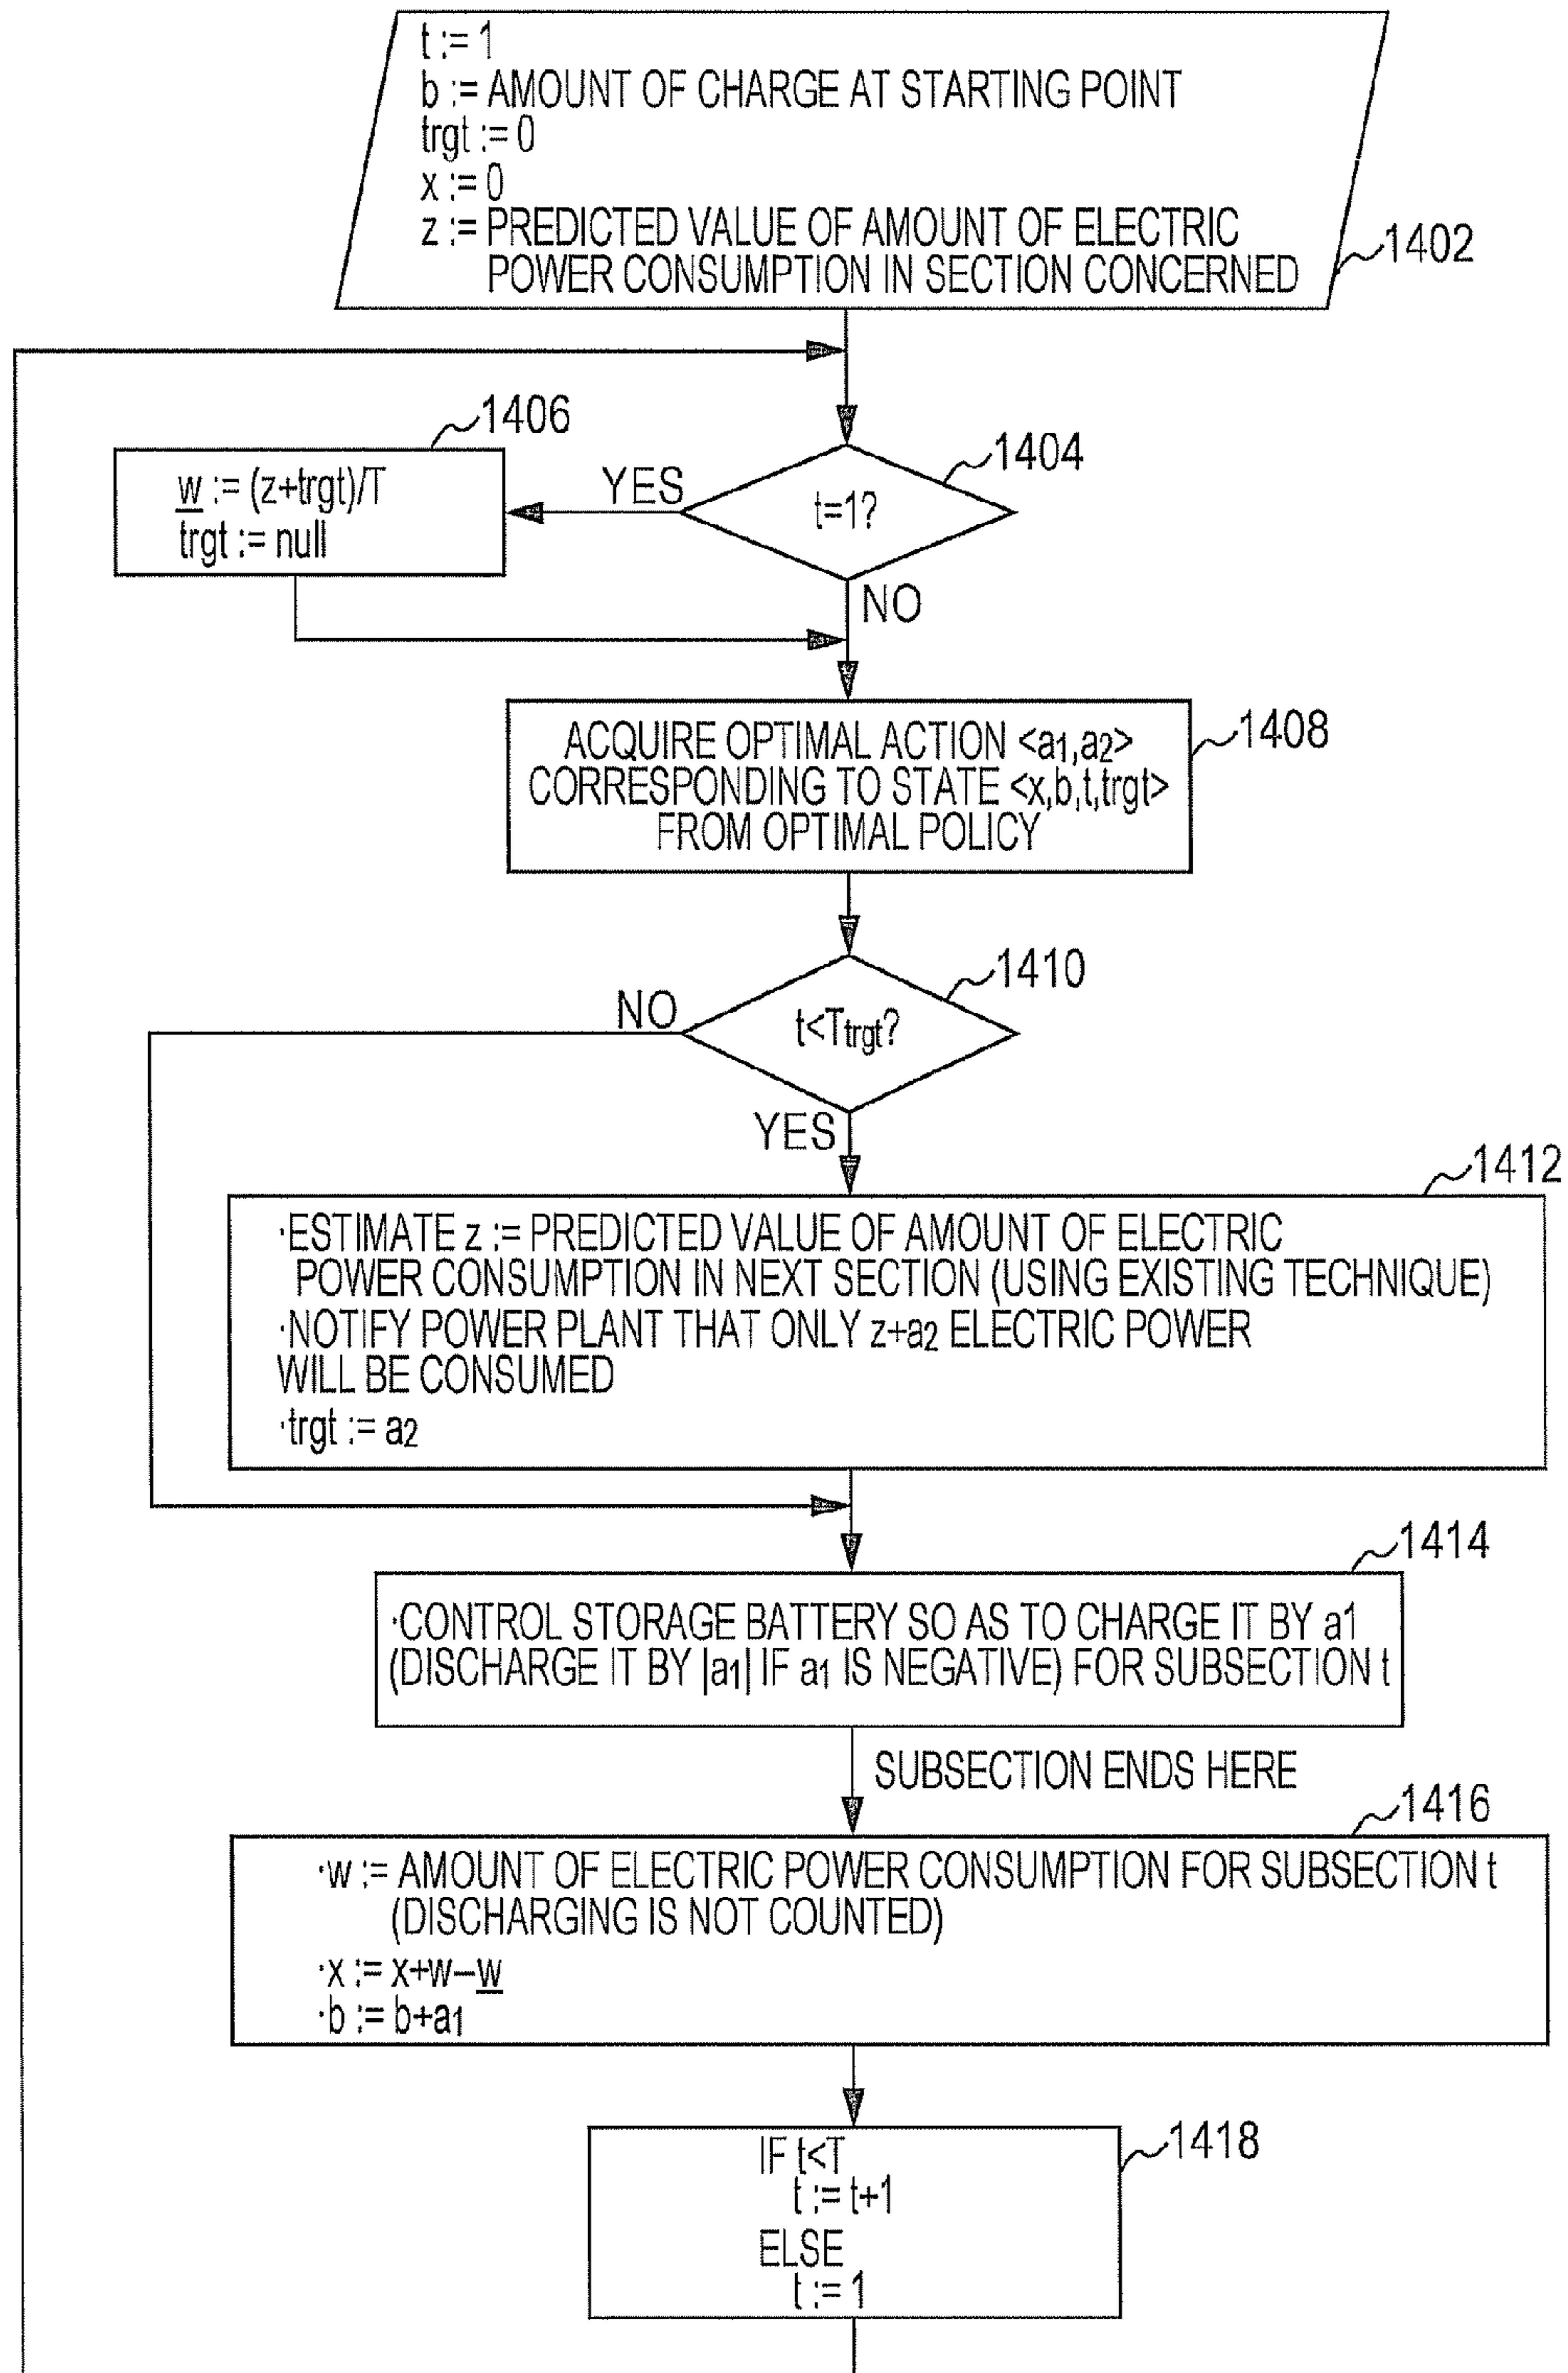 t := 1
b := AMOUNT OF CHARGE AT STARTING POINT
trgt := 0
x := 0
z := PREDICTED VALUE OF AMOUNT OF ELECTRIC
POWER CONSUMPTION IN SECTION CONCERNED
1402
1406
w := (z+trgt)/T
trgt := null
YES
1404
t=1?
NO
1408
ACQUIRE OPTIMAL ACTION <a1,a2>
CORRESPONDING TO STATE <x,b,t,trgt>
FROM OPTIMAL POLICY
1410
NO
t<Ttrgt?
YES
1412
·ESTIMATE z := PREDICTED VALUE OF AMOUNT OF ELECTRIC
POWER CONSUMPTION IN NEXT SECTION (USING EXISTING TECHNIQUE)
·NOTIFY POWER PLANT THAT ONLY z+a2 ELECTRIC POWER
WILL BE CONSUMED
·trgt := a2
1414
·CONTROL STORAGE BATTERY SO AS TO CHARGE IT BY a1
(DISCHARGE IT BY |a1| IF a1 IS NEGATIVE) FOR SUBSECTION t
SUBSECTION ENDS HERE
1416
·w := AMOUNT OF ELECTRIC POWER CONSUMPTION FOR SUBSECTION t
(DISCHARGING IS NOT COUNTED)
·x := x+w–w
·b := b+a1
1418
IF t<T
t := t+1
ELSE
t := 1